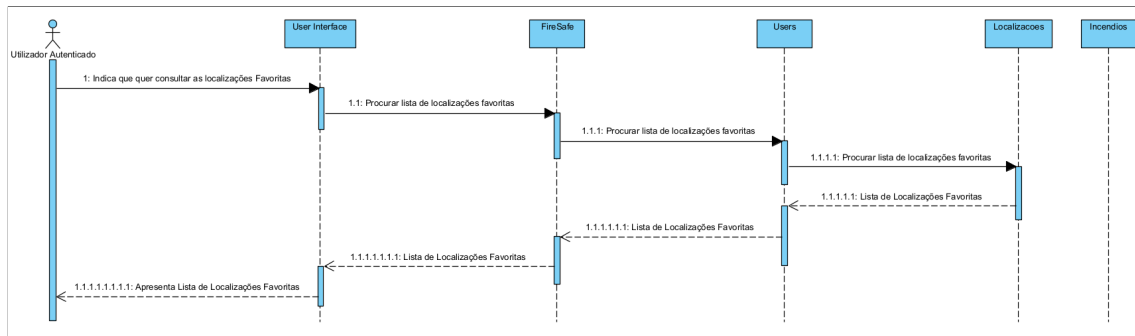 User Interface
FireSafe
Users
Localizacoes
Incendios
Utilizador Autenticado
1: Indica que quer consultar as localizações Favoritas
1.1: Procurar lista de localizações favoritas
1.1.1: Procurar lista de localizações favoritas
1.1.1.1: Procurar lista de localizações favoritas
1.1.1.1.1: Lista de Localizações Favoritas
1.1.1.1.1.1: Lista de Localizações Favoritas
1.1.1.1.1.1.1: Lista de Localizações Favoritas
1.1.1.1.1.1.1.1: Apresenta Lista de Localizações Favoritas